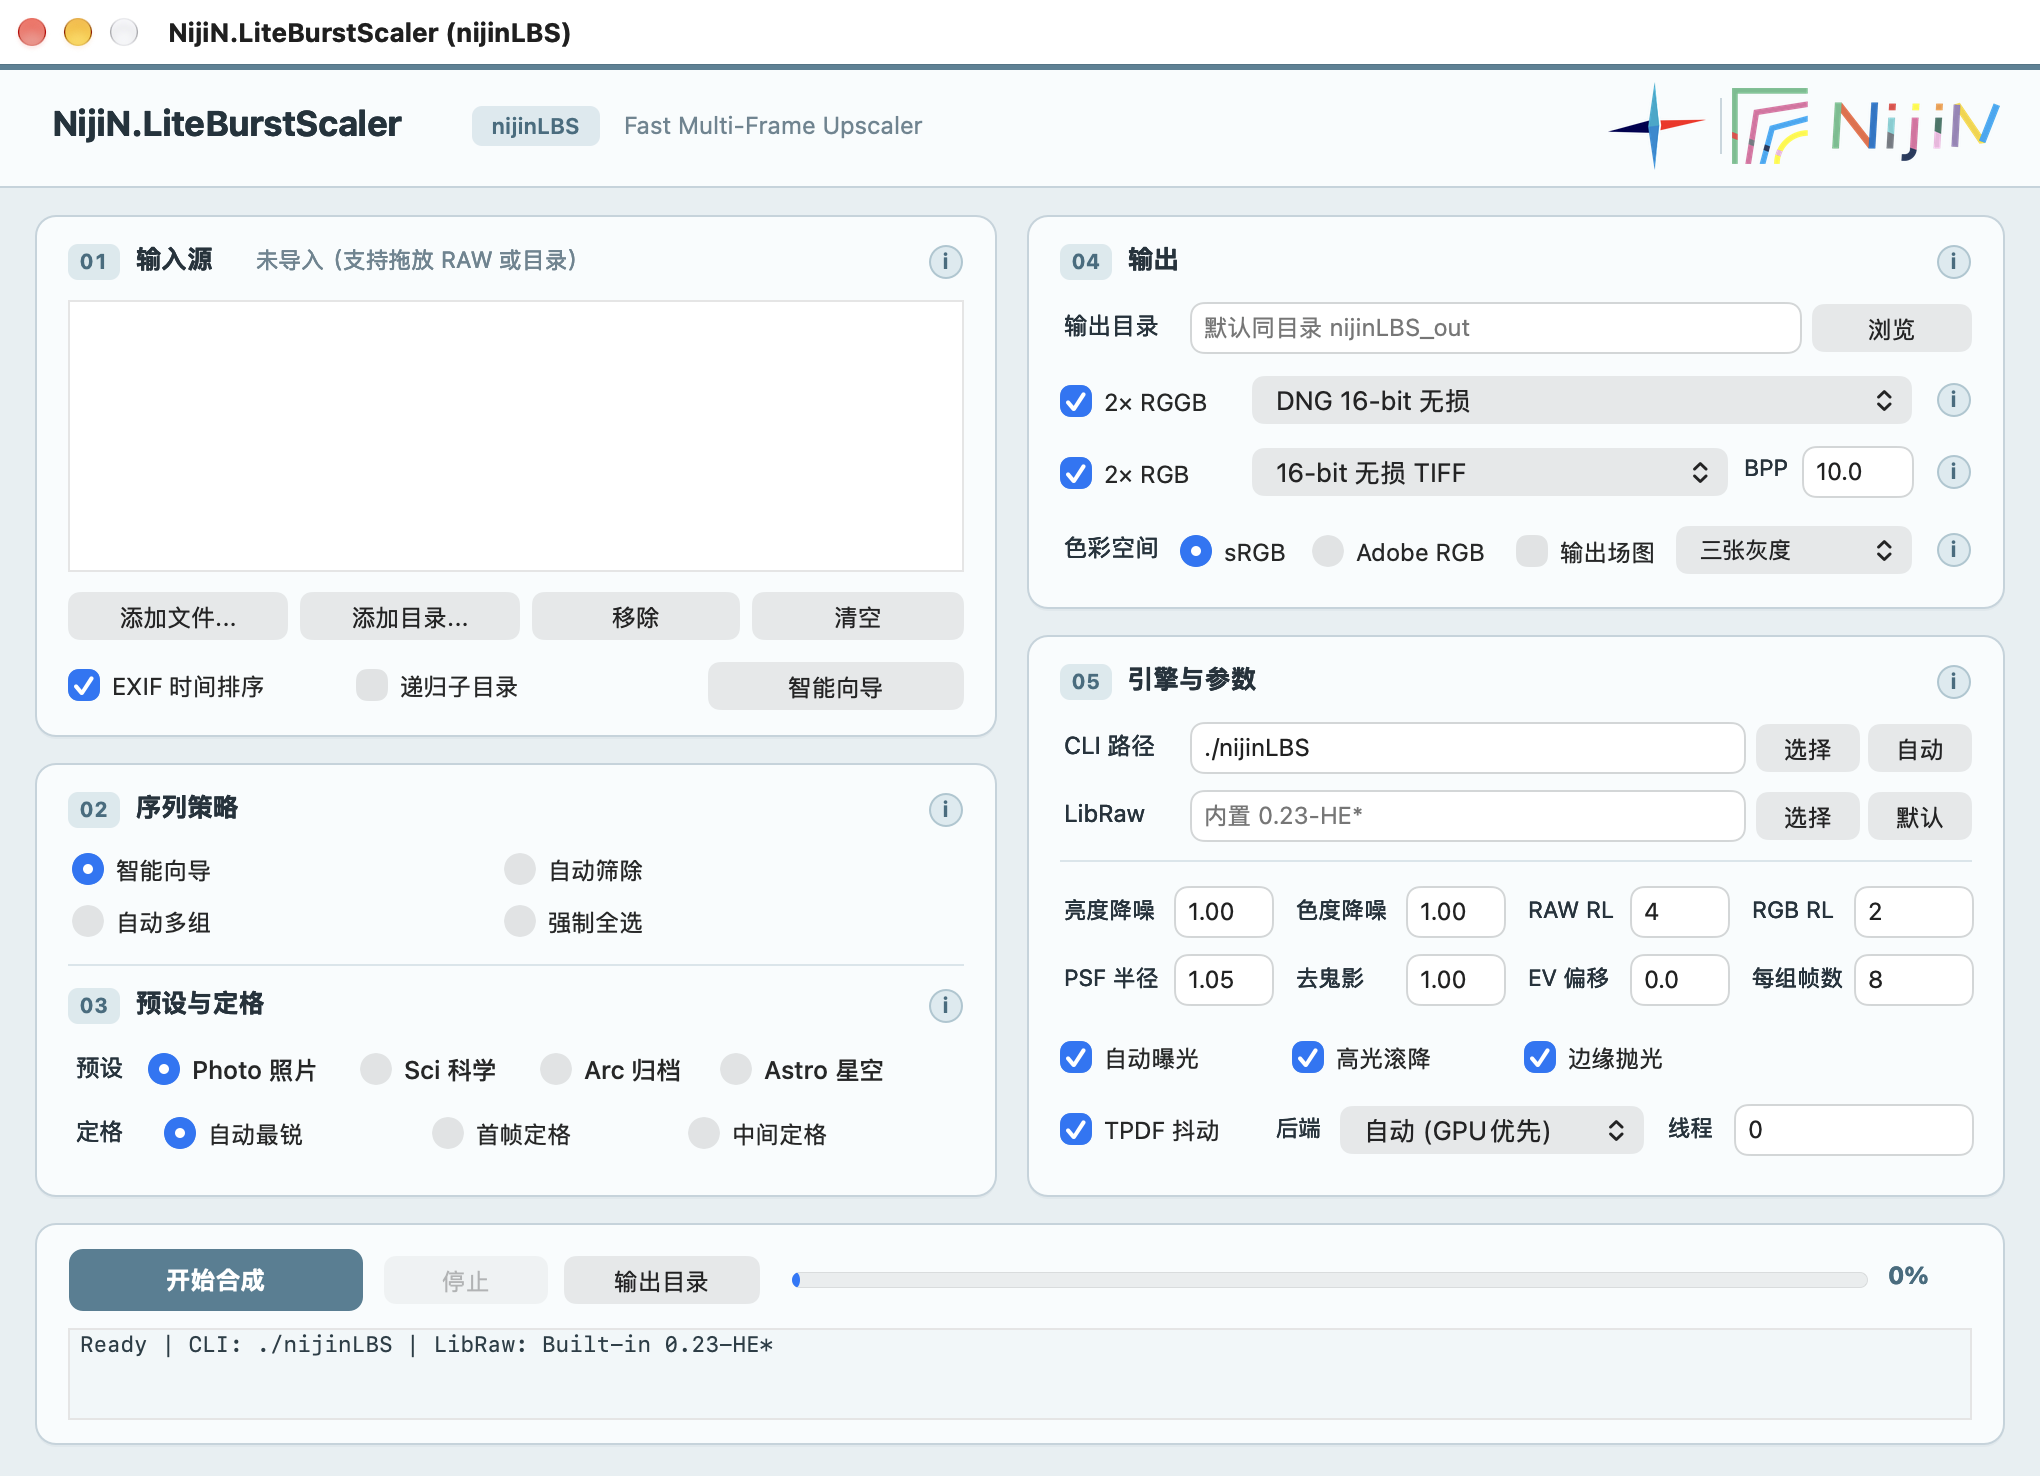 NijiN.LiteBurstScaler (nijinLBS)
NijiN.LiteBurstScaler nijinLBS Fast Multi-Frame Upscaler NijiN
01 输入源 未导入 (支持拖放 RAW 或目录) i
添加文件... 添加目录... 移除 清空
EXIF 时间排序 递归子目录 智能向导
02 序列策略 i
智能向导 自动筛除
自动多组 强制全选
03 预设与定格 i
预设 Photo 照片 Sci 科学 Arc 归档 Astro 星空
定格 自动最锐 首帧定格 中间定格
04 输出 i
输出目录 默认同目录 nijinLBS_out 浏览
2× RGGB DNG 16-bit 无损 i
2× RGB 16-bit 无损 TIFF BPP 10.0 i
色彩空间 sRGB Adobe RGB 输出场图 三张灰度 i
05 引擎与参数 i
CLI 路径 ./nijinLBS 选择 自动
LibRaw 内置 0.23-HE* 选择 默认
亮度降噪 1.00 色度降噪 1.00 RAW RL 4 RGB RL 2
PSF 半径 1.05 去鬼影 1.00 EV 偏移 0.0 每组帧数 8
自动曝光 高光滚降 边缘抛光
TPDF 抖动 后端 自动 (GPU优先) 线程 0
开始合成 停止 输出目录 0%
Ready | CLI: ./nijinLBS | LibRaw: Built-in 0.23-HE*